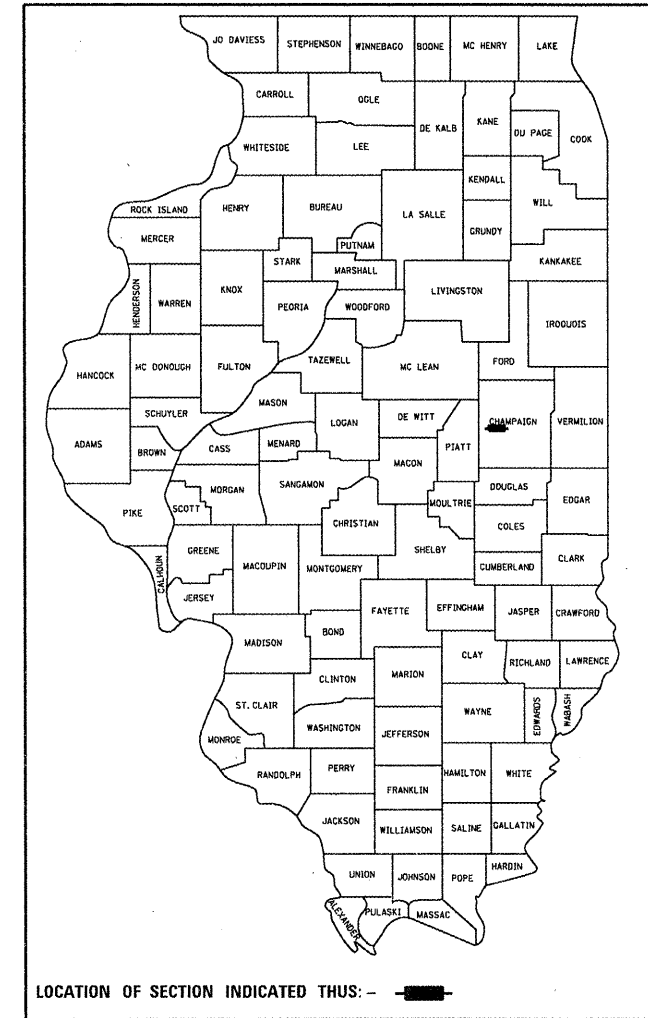 JO DAVIESS
STEPHENSON
WINNEBAGO
BOONE
MC HENRY
LAKE
CARROLL
OGLE
DE KALB
KANE
DU PAGE
COOK
WHITESIDE
LEE
KENDALL
WILL
ROCK ISLAND
HENRY
BUREAU
LA SALLE
GRUNDY
MERCER
PUTNAM
STARK
MARSHALL
KANKAKEE
HENDERSON
WARREN
KNOX
PEORIA
WOODFORD
LIVINGSTON
IROQUOIS
HANCOCK
MC DONOUGH
FULTON
TAZEWELL
MC LEAN
FORD
MASON
SCHUYLER
LOGAN
DE WITT
CHAMPAIGN
VERMILION
ADAMS
BROWN
CASS
MENARD
PIATT
MACON
MORGAN
SANGAMON
DOUGLAS
EDGAR
PIKE
SCOTT
CHRISTIAN
MOULTRIE
COLES
GREENE
MACOUPIN
MONTGOMERY
SHELBY
CUMBERLAND
CLARK
CALHOUN
JERSEY
FAYETTE
EFFINGHAM
JASPER
CRAWFORD
MADISON
BOND
CLAY
RICHLAND
LAWRENCE
CLINTON
MARION
ST. CLAIR
WAYNE
EDWARDS
WABASH
WASHINGTON
JEFFERSON
MONROE
RANDOLPH
PERRY
HAMILTON
WHITE
FRANKLIN
JACKSON
WILLIAMSON
SALINE
GALLATIN
HARDIN
UNION
JOHNSON
POPE
ALEXANDER
PULASKI
MASSAC
LOCATION OF SECTION INDICATED THUS: -